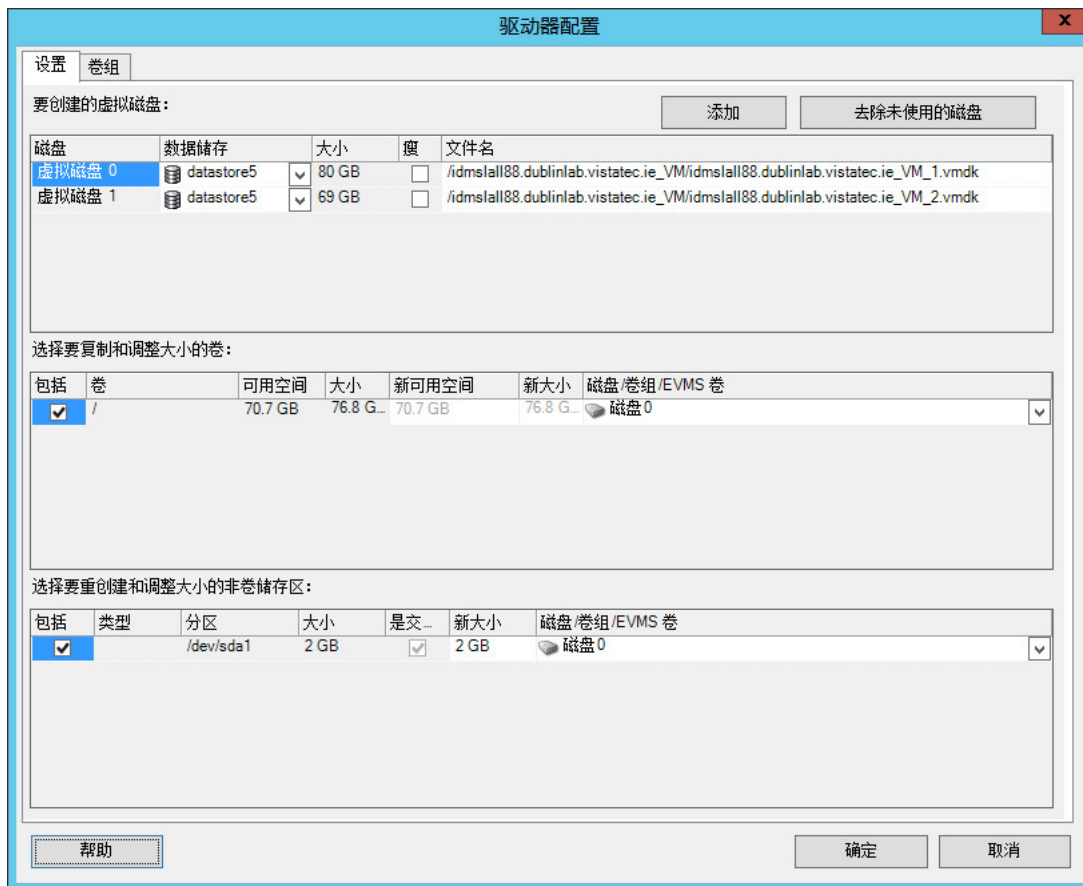 驱动器配置
x
设置 卷组
要创建的虚拟磁盘: 添加 去除未使用的磁盘
磁盘 数据储存 大小 瘦 文件名
虚拟磁盘 0 datastore5 80 GB /idmslall88.dublinlab.vistatec.ie_VM/idmslall88.dublinlab.vistatec.ie_VM_1.vmdk
虚拟磁盘 1 datastore5 69 GB /idmslall88.dublinlab.vistatec.ie_VM/idmslall88.dublinlab.vistatec.ie_VM_2.vmdk
选择要复制和调整大小的卷:
包括 卷 可用空间 大小 新可用空间 新大小 磁盘/卷组/EVMS 卷
/ 70.7 GB 76.8 G... 70.7 GB 76.8 G... 磁盘0
选择要重创建和调整大小的非卷储存区:
包括 类型 分区 大小 是交... 新大小 磁盘/卷组/EVMS 卷
/dev/sda1 2 GB 2 GB 磁盘0
帮助 确定 取消